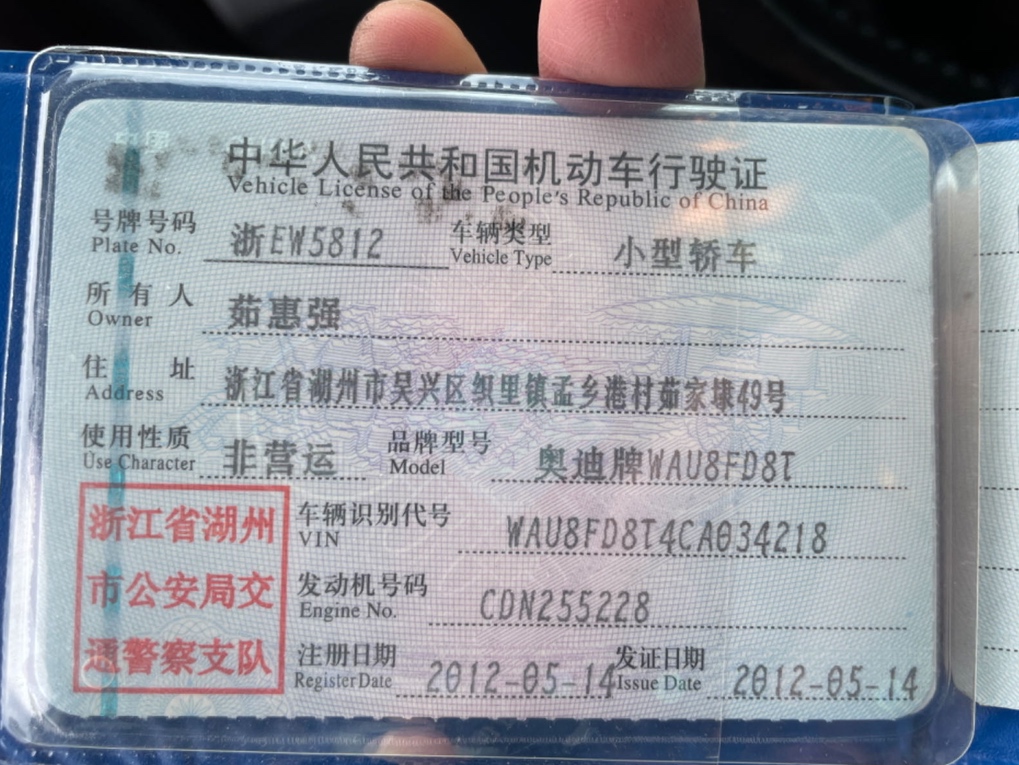 中华人民共和国机动车行驶证
Vehicle License of the People's Republic of China
号牌号码 浙EW5812 车辆类型 小型轿车
Plate No. Vehicle Type
所有人 茹惠强
Owner
住址 浙江省湖州市吴兴区织里镇孟乡港村茹家埭49号
Address
使用性质 非营运 品牌型号 奥迪牌WAU8FD8T
Use Character Model
浙江省湖州
市公安局交
通警察支队
车辆识别代号 WAU8FD8T4CA034218
VIN
发动机号码 CDN255228
Engine No.
注册日期 2012-05-14 发证日期 2012-05-14
Register Date Issue Date